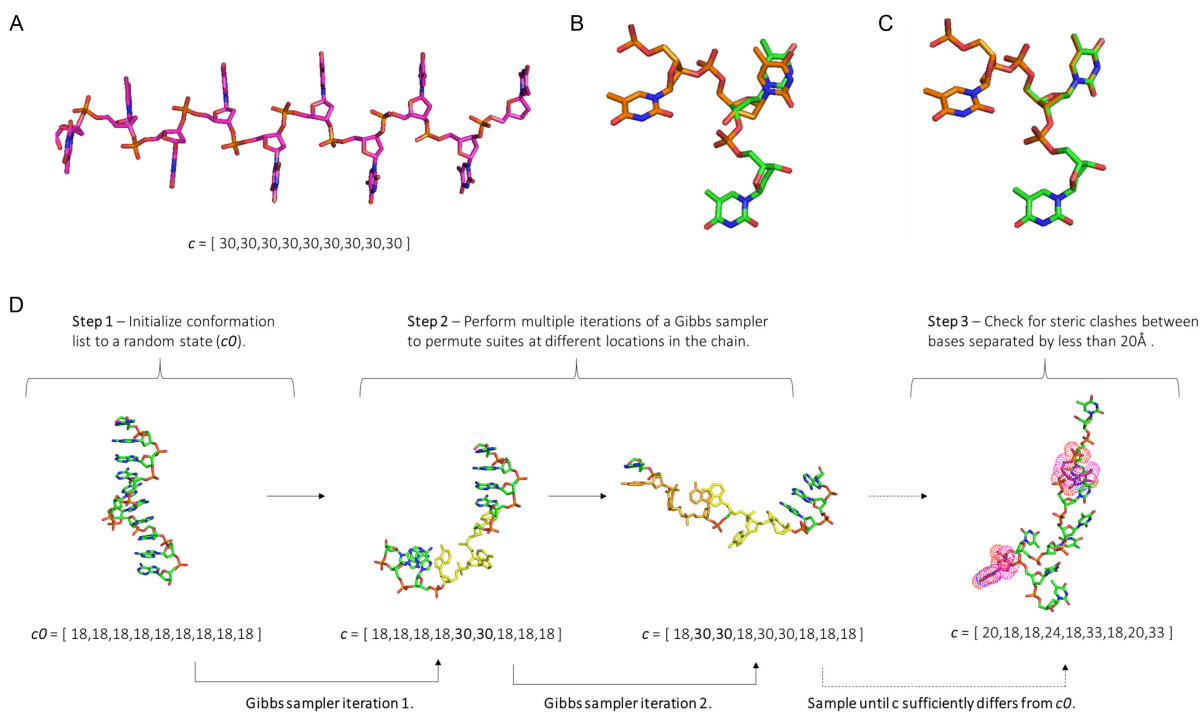 A
B
C
c = [ 30,30,30,30,30,30,30,30,30 ]
D
Step 1 – Initialize conformation
list to a random state (c0).
Step 2 – Perform multiple iterations of a Gibbs sampler
to permute suites at different locations in the chain.
Step 3 – Check for steric clashes between
bases separated by less than 20Å .
c0 = [ 18,18,18,18,18,18,18,18,18 ]
c = [ 18,18,18,18,30,30,18,18,18 ]
c = [ 18,30,30,18,30,30,18,18,18 ]
c = [ 20,18,18,24,18,33,18,20,33 ]
Gibbs sampler iteration 1.
Gibbs sampler iteration 2.
Sample until c sufficiently differs from c0.